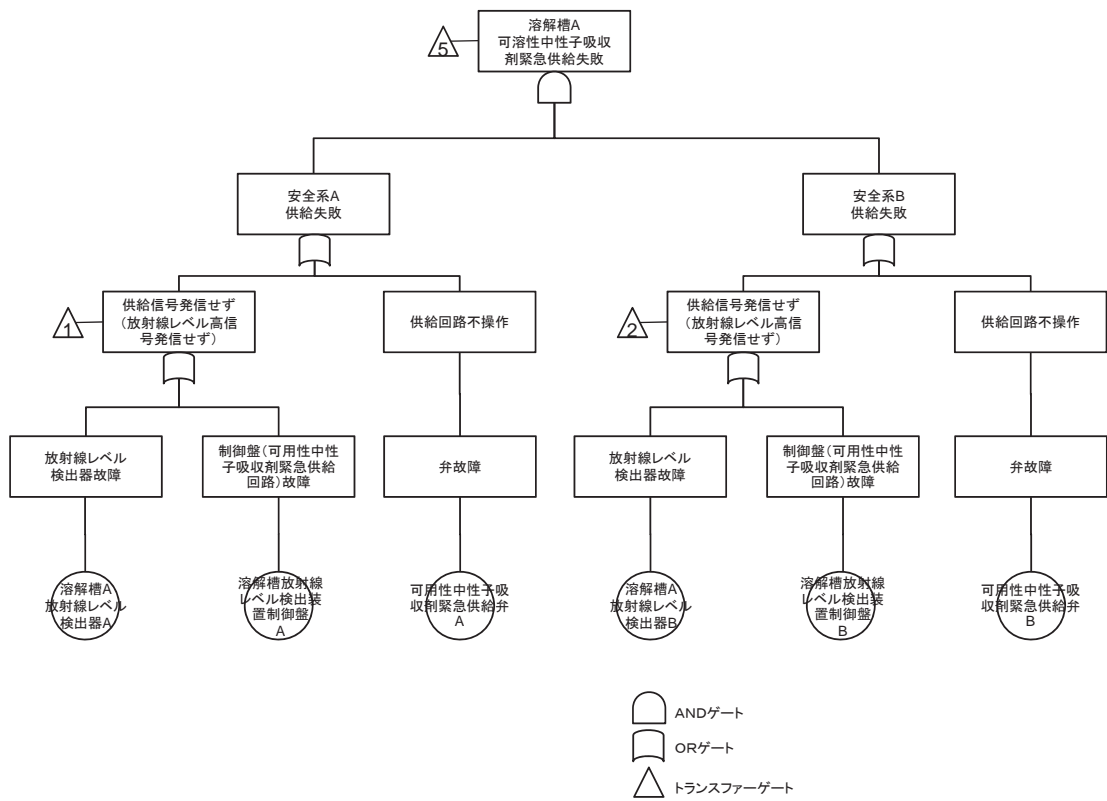 溶解槽A
可溶性中性子吸収
剤緊急供給失敗
5
安全系A
供給失敗
安全系B
供給失敗
1
供給信号発信せず
(放射線レベル高信
号発信せず)
供給回路不操作
2
供給信号発信せず
(放射線レベル高信
号発信せず)
供給回路不操作
放射線レベル
検出器故障
制御盤(可用性中性
子吸収剤緊急供給
回路)故障
弁故障
放射線レベル
検出器故障
制御盤(可用性中性
子吸収剤緊急供給
回路)故障
弁故障
溶解槽A
放射線レベル
検出器A
溶解槽放射線
レベル検出装
置制御盤
A
可用性中性子吸
収剤緊急供給弁
A
溶解槽A
放射線レベル
検出器B
溶解槽放射線
レベル検出装
置制御盤
B
可用性中性子吸
収剤緊急供給弁
B
ANDゲート
ORゲート
トランスファーゲート